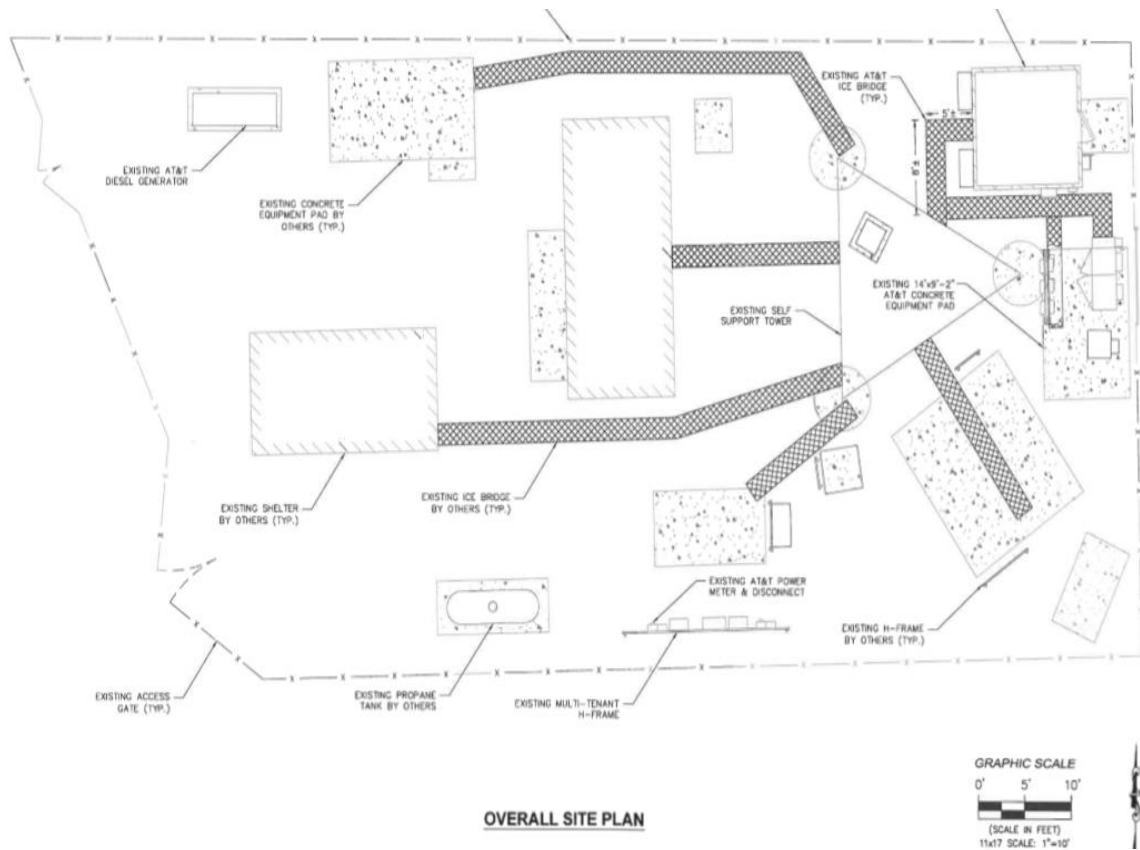 EXISTING AT&T
ICE BRIDGE
(TYP.)
5'±
8'±
EXISTING AT&T
DIESEL GENERATOR
EXISTING CONCRETE
EQUIPMENT PAD BY
OTHERS (TYP.)
EXISTING 14'x9'-2"
AT&T CONCRETE
EQUIPMENT PAD
EXISTING SELF
SUPPORT TOWER
EXISTING SHELTER
BY OTHERS (TYP.)
EXISTING ICE BRIDGE
BY OTHERS (TYP.)
EXISTING AT&T POWER
METER & DISCONNECT
EXISTING H-FRAME
BY OTHERS (TYP.)
EXISTING ACCESS
GATE (TYP.)
EXISTING PROPANE
TANK BY OTHERS
EXISTING MULTI-TENANT
H-FRAME
GRAPHIC SCALE
0' 5' 10'
(SCALE IN FEET)
11x17 SCALE: 1"=10'
OVERALL SITE PLAN